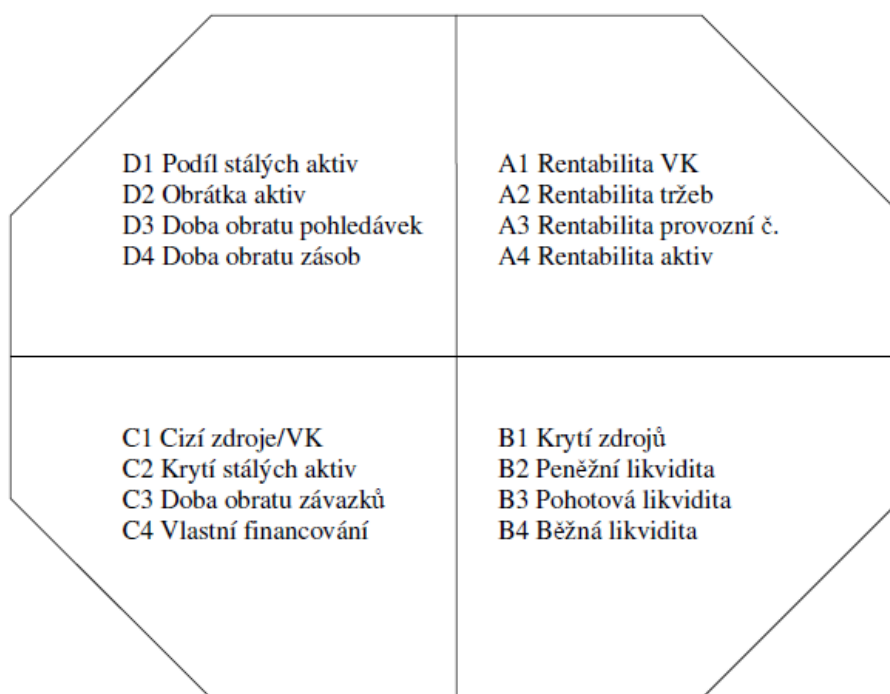 D1 Podíl stálých aktiv
D2 Obrátka aktiv
D3 Doba obratu pohledávek
D4 Doba obratu zásob
A1 Rentabilita VK
A2 Rentabilita tržeb
A3 Rentabilita provozní č.
A4 Rentabilita aktiv
C1 Cizí zdroje/VK
C2 Krytí stálých aktiv
C3 Doba obratu závazků
C4 Vlastní financování
B1 Krytí zdrojů
B2 Peněžní likvidita
B3 Pohotová likvidita
B4 Běžná likvidita